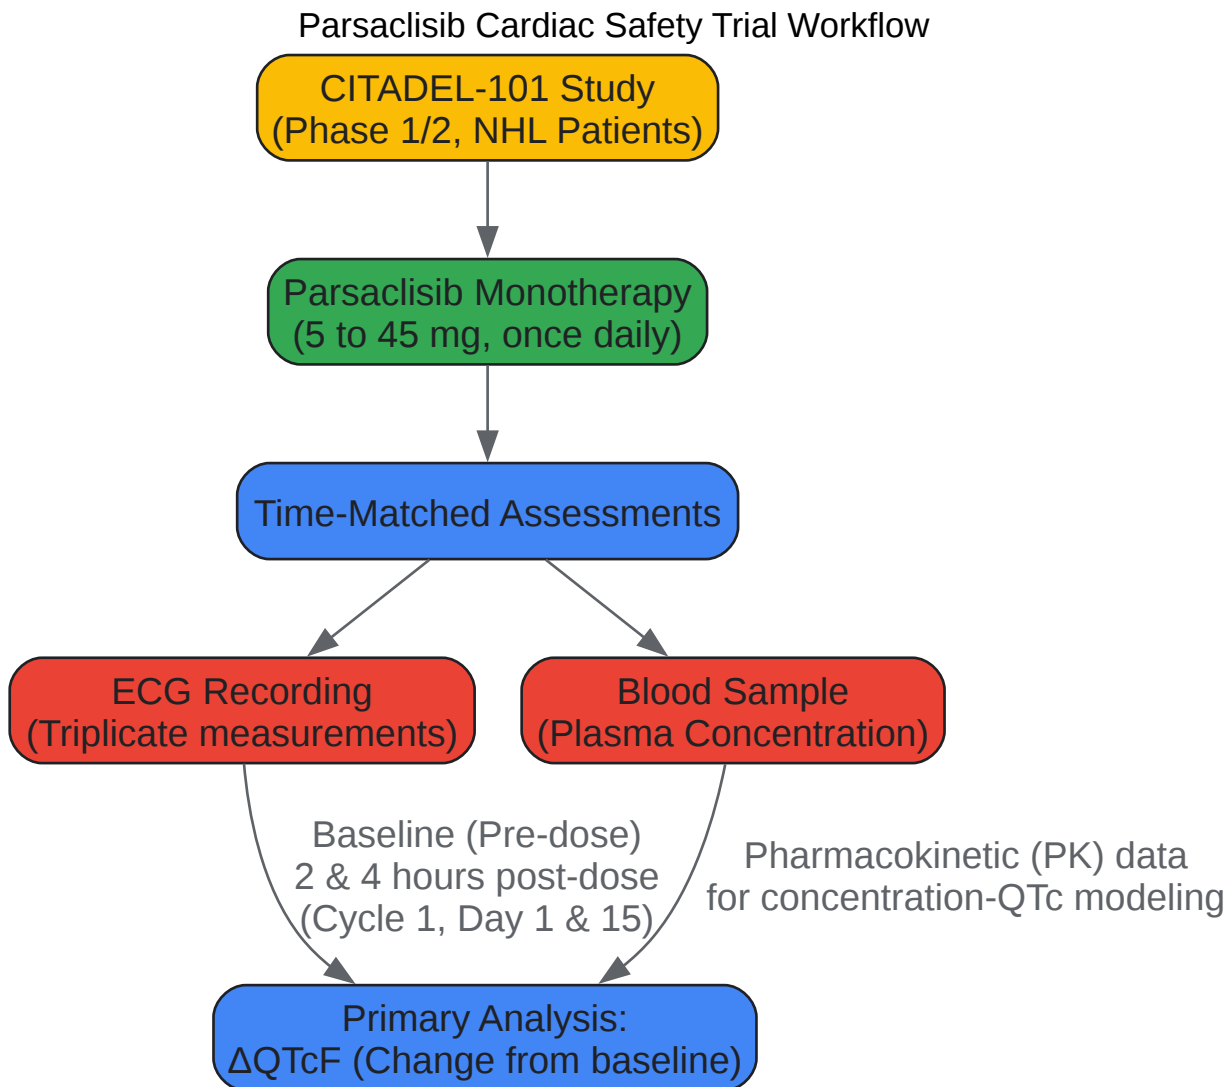 Parsaclisib Cardiac Safety Trial Workflow
CITADEL-101 Study
(Phase 1/2, NHL Patients)
Parsaclisib Monotherapy
(5 to 45 mg, once daily)
Time-Matched Assessments
ECG Recording
(Triplicate measurements)
Blood Sample
(Plasma Concentration)
Baseline (Pre-dose)
2 & 4 hours post-dose
(Cycle 1, Day 1 & 15)
Pharmacokinetic (PK) data
for concentration-QTc modeling
Primary Analysis:
ΔQTcF (Change from baseline)